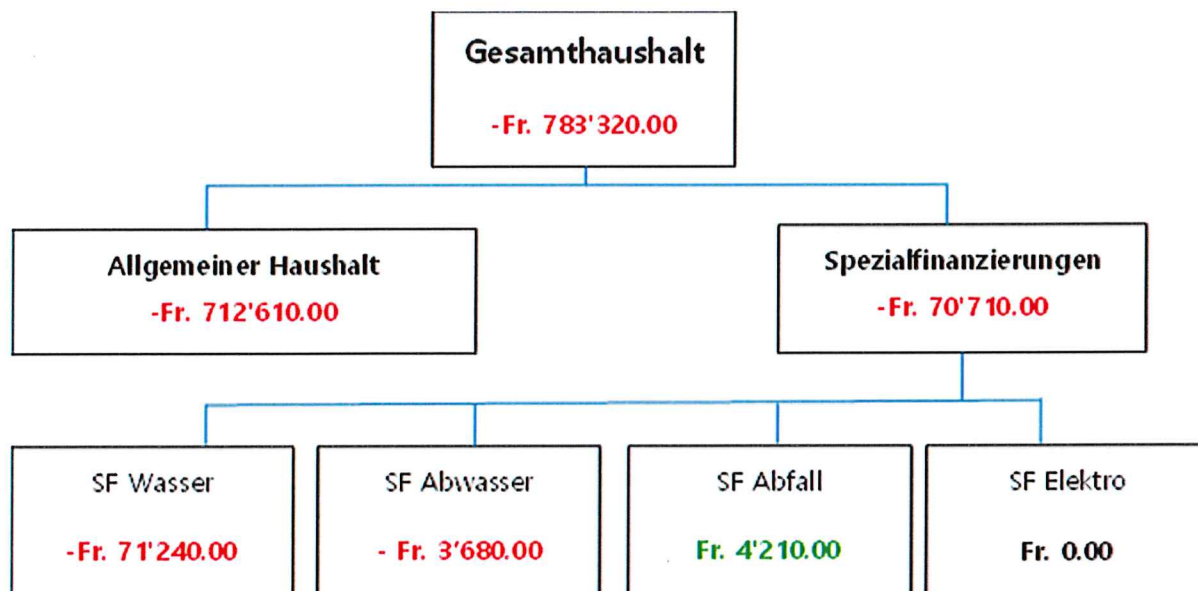 Gesamthaushalt
-Fr. 783'320.00
Allgemeiner Haushalt
-Fr. 712'610.00
Spezialfinanzierungen
-Fr. 70'710.00
SF Wasser
-Fr. 71'240.00
SF Abwasser
- Fr. 3’680.00
SF Abfall
Fr. 4'210.00
SF Elektro
Fr. 0.00